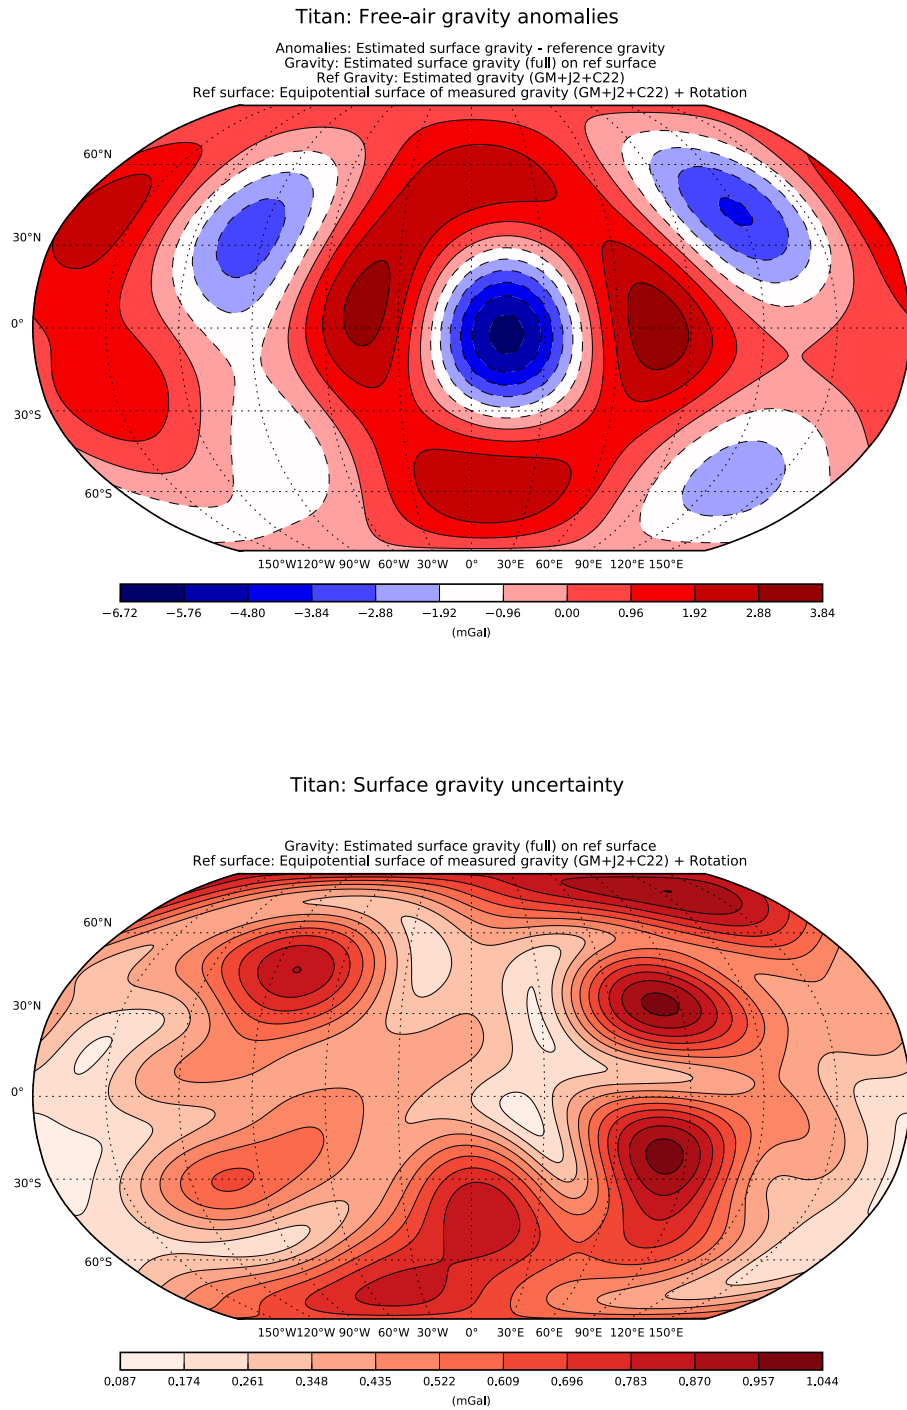 Titan: Free-air gravity anomalies
Anomalies: Estimated surface gravity - reference gravity
Gravity: Estimated surface gravity (full) on ref surface
Ref Gravity: Estimated gravity (GM+J2+C22)
Ref surface: Equipotential surface of measured gravity (GM+J2+C22) + Rotation
60°N
30°N
0°
30°S
60°S
150°W 120°W 90°W 60°W 30°W 0° 30°E 60°E 90°E 120°E 150°E
−6.72 −5.76 −4.80 −3.84 −2.88 −1.92 −0.96 0.00 0.96 1.92 2.88 3.84
(mGal)
Titan: Surface gravity uncertainty
Gravity: Estimated surface gravity (full) on ref surface
Ref surface: Equipotential surface of measured gravity (GM+J2+C22) + Rotation
60°N
30°N
0°
30°S
60°S
150°W 120°W 90°W 60°W 30°W 0° 30°E 60°E 90°E 120°E 150°E
0.087 0.174 0.261 0.348 0.435 0.522 0.609 0.696 0.783 0.870 0.957 1.044
(mGal)